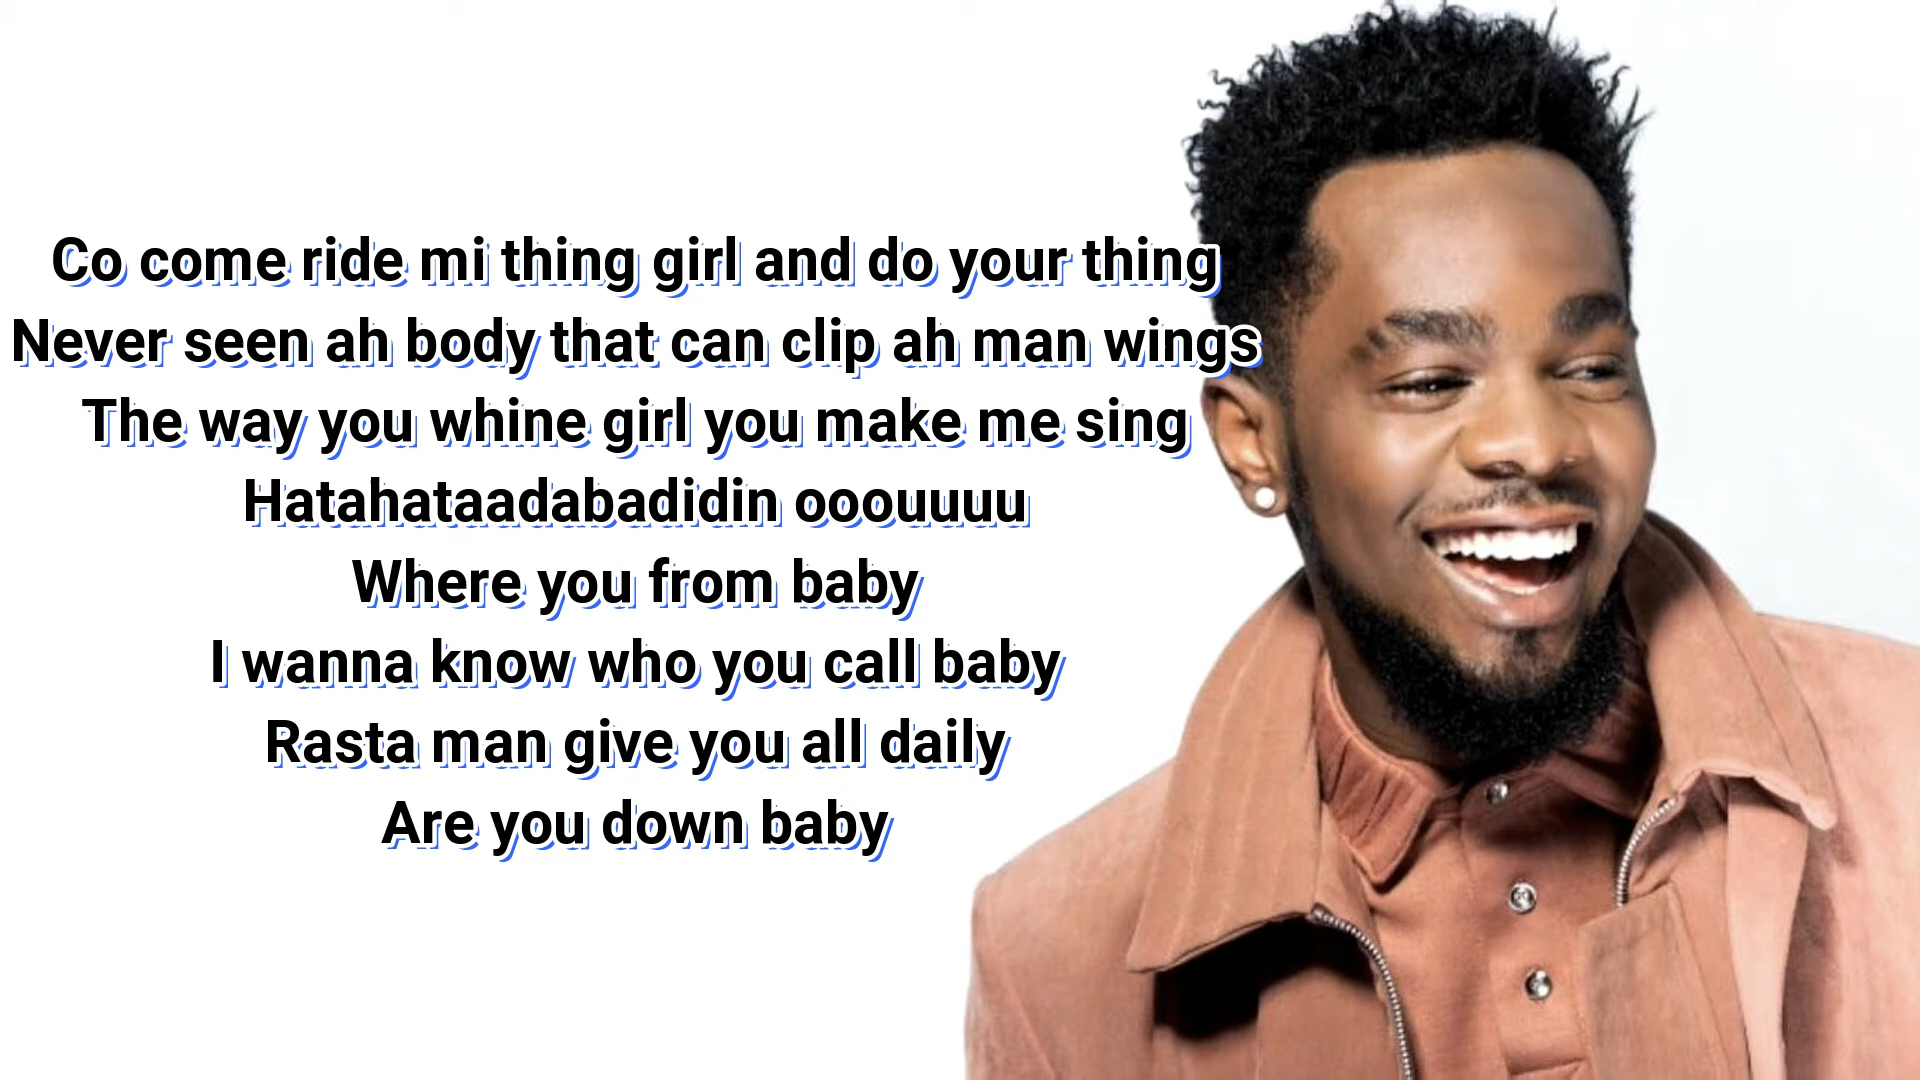 Co come ride mi thing girl and do your thing
Never seen ah body that can clip ah man wings
The way you whine girl you make me sing
Hatahataadabadidin ooouuuu
Where you from baby
I wanna know who you call baby
Rasta man give you all daily
Are you down baby